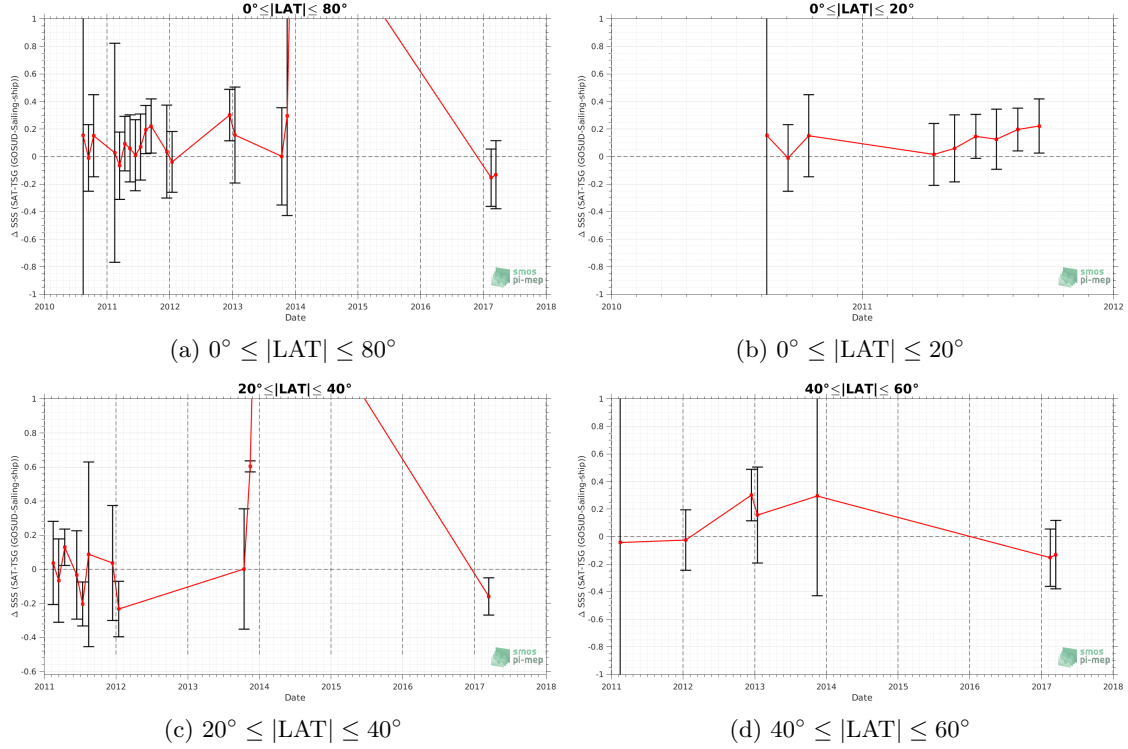 0°≤|LAT|≤ 80°
Δ SSS (SAT-TSG (GOSUD-Sailing-ship))
1
0.8
0.6
0.4
0.2
0
-0.2
-0.4
-0.6
-0.8
-1
2010 2011 2012 2013 2014 2015 2016 2017 2018
Date
smos
pi-mep
(a) 0° ≤ |LAT| ≤ 80°
0°≤|LAT|≤ 20°
Δ SSS (SAT-TSG (GOSUD-Sailing-ship))
1
0.8
0.6
0.4
0.2
0
-0.2
-0.4
-0.6
-0.8
-1
2010 2011 2012
Date
smos
pi-mep
(b) 0° ≤ |LAT| ≤ 20°
20°≤|LAT|≤ 40°
Δ SSS (SAT-TSG (GOSUD-Sailing-ship))
1
0.8
0.6
0.4
0.2
0
-0.2
-0.4
-0.6
2011 2012 2013 2014 2015 2016 2017 2018
Date
smos
pi-mep
(c) 20° ≤ |LAT| ≤ 40°
40°≤|LAT|≤ 60°
Δ SSS (SAT-TSG (GOSUD-Sailing-ship))
1
0.8
0.6
0.4
0.2
0
-0.2
-0.4
-0.6
-0.8
-1
2011 2012 2013 2014 2015 2016 2017 2018
Date
smos
pi-mep
(d) 40° ≤ |LAT| ≤ 60°